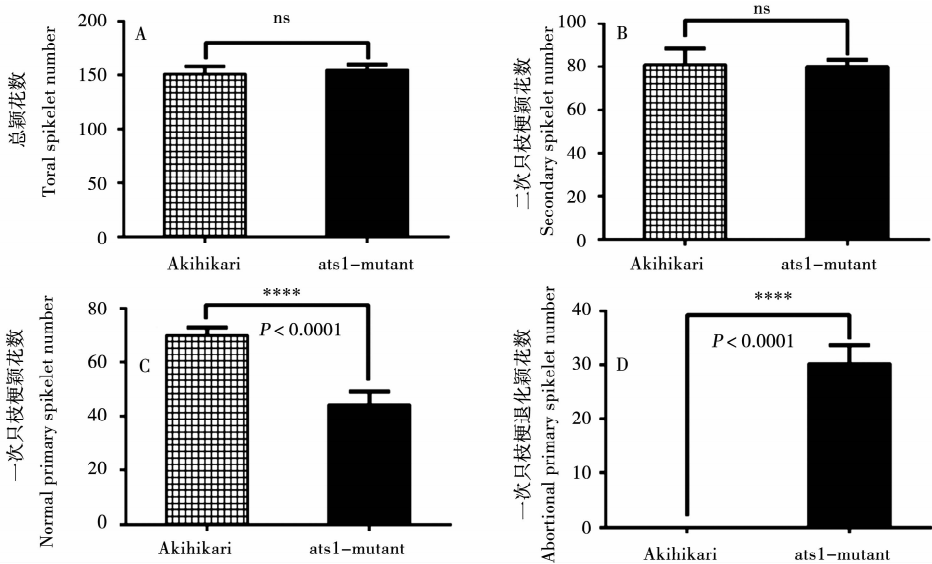 总颖花数
Toral spikelet number
200
150
100
50
0
A
ns
Akihikari
ats1-mutant
二次只枝梗颖花数
Secondary spikelet number
100
80
60
40
20
0
B
ns
Akihikari
ats1-mutant
一次只枝梗颖花数
Normal primary spikelet number
80
60
40
20
0
C
****
P < 0.0001
Akihikari
ats1-mutant
一次只枝梗退化颖花数
Abortional primary spikelet number
40
30
20
10
0
D
****
P < 0.0001
Akihikari
ats1-mutant